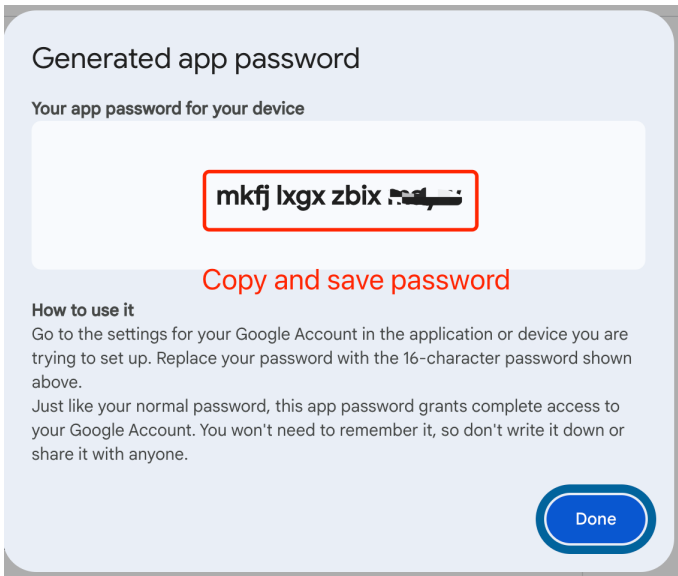 Generated app password
Your app password for your device
mkfj lxgx zbix
Copy and save password
How to use it
Go to the settings for your Google Account in the application or device you are
trying to set up. Replace your password with the 16-character password shown
above.
Just like your normal password, this app password grants complete access to
your Google Account. You won't need to remember it, so don't write it down or
share it with anyone.
Done